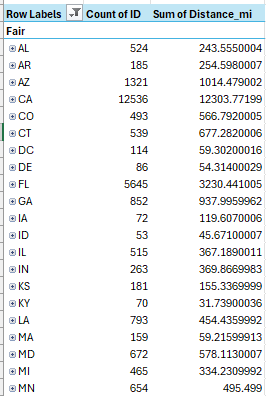 Row Labels Count of ID Sum of Distance_mi
Fair
AL 524 243.5550004
AR 185 254.5980007
AZ 1321 1014.479002
CA 12536 12303.77199
CO 493 566.7920005
CT 539 677.2820006
DC 114 59.30200016
DE 86 54.31400029
FL 5645 3230.441005
GA 852 937.9959962
IA 72 119.6070006
ID 53 45.67100007
IL 515 367.1890011
IN 263 369.8669983
KS 181 155.3369999
KY 70 31.73900036
LA 793 454.4359992
MA 159 59.21599913
MD 672 578.1130007
MI 465 334.2309992
MN 654 495.499